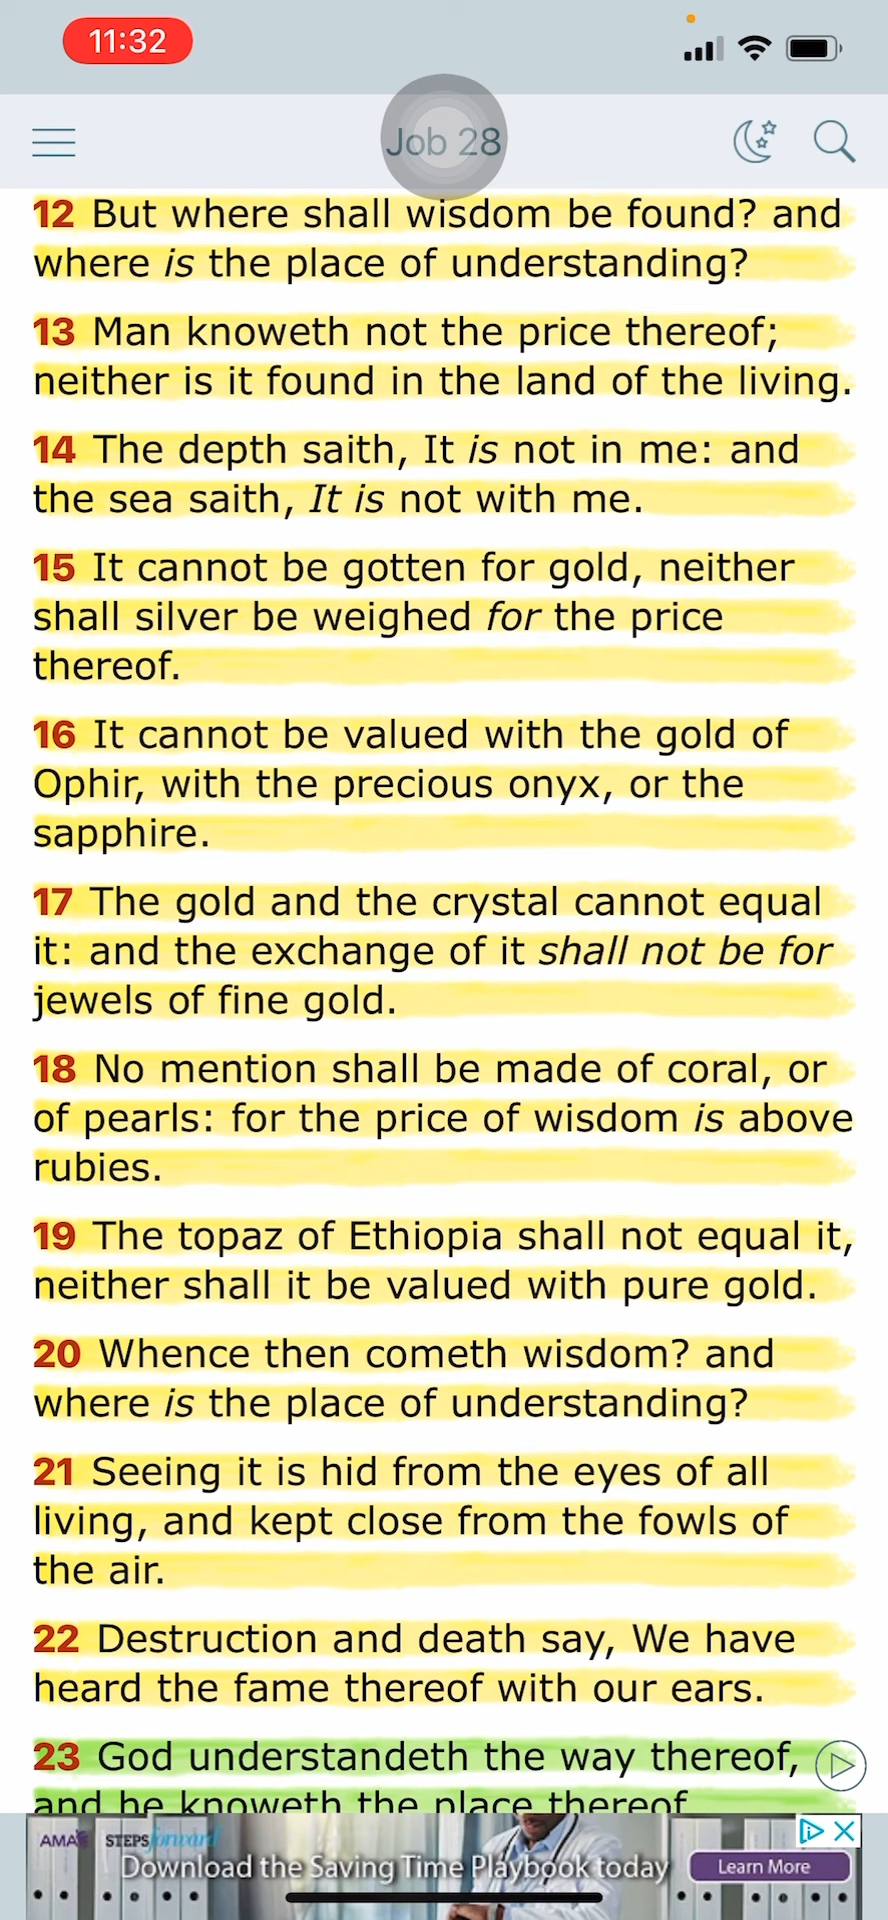 11:32
Job 28
12 But where shall wisdom be found? and
where is the place of understanding?
13 Man knoweth not the price thereof;
neither is it found in the land of the living.
14 The depth saith, It is not in me: and
the sea saith, It is not with me.
15 It cannot be gotten for gold, neither
shall silver be weighed for the price
thereof.
16 It cannot be valued with the gold of
Ophir, with the precious onyx, or the
sapphire.
17 The gold and the crystal cannot equal
it: and the exchange of it shall not be for
jewels of fine gold.
18 No mention shall be made of coral, or
of pearls: for the price of wisdom is above
rubies.
19 The topaz of Ethiopia shall not equal it,
neither shall it be valued with pure gold.
20 Whence then cometh wisdom? and
where is the place of understanding?
21 Seeing it is hid from the eyes of all
living, and kept close from the fowls of
the air.
22 Destruction and death say, We have
heard the fame thereof with our ears.
23 God understandeth the way thereof,
and he knoweth the place thereof
AMA STEPSforward
Download the Saving Time Playbook today
Learn More